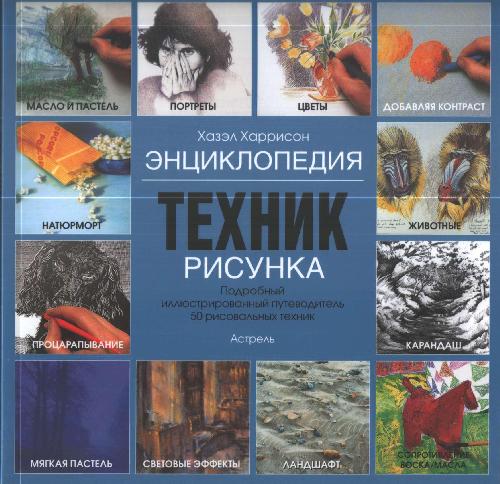 МАСЛО И ПАСТЕЛЬ
ПОРТРЕТЫ
ЦВЕТЫ
ДОБАВЛЯЯ КОНТРАСТ
Хазэл Харрисон
ЭНЦИКЛОПЕДИЯ
ТЕХНИК
РИСУНКА
Подробный
иллюстрированный путеводитель
50 рисовальных техник
Астрель
НАТЮРМОРТ
ЖИВОТНЫЕ
ПРОЦАРАПЫВАНИЕ
КАРАНДАШ
МЯГКАЯ ПАСТЕЛЬ
СВЕТОВЫЕ ЭФФЕКТЫ
ЛАНДШАФТ
СОПРОТИВЛЕНИЕ
ВОСКА/МАСЛА